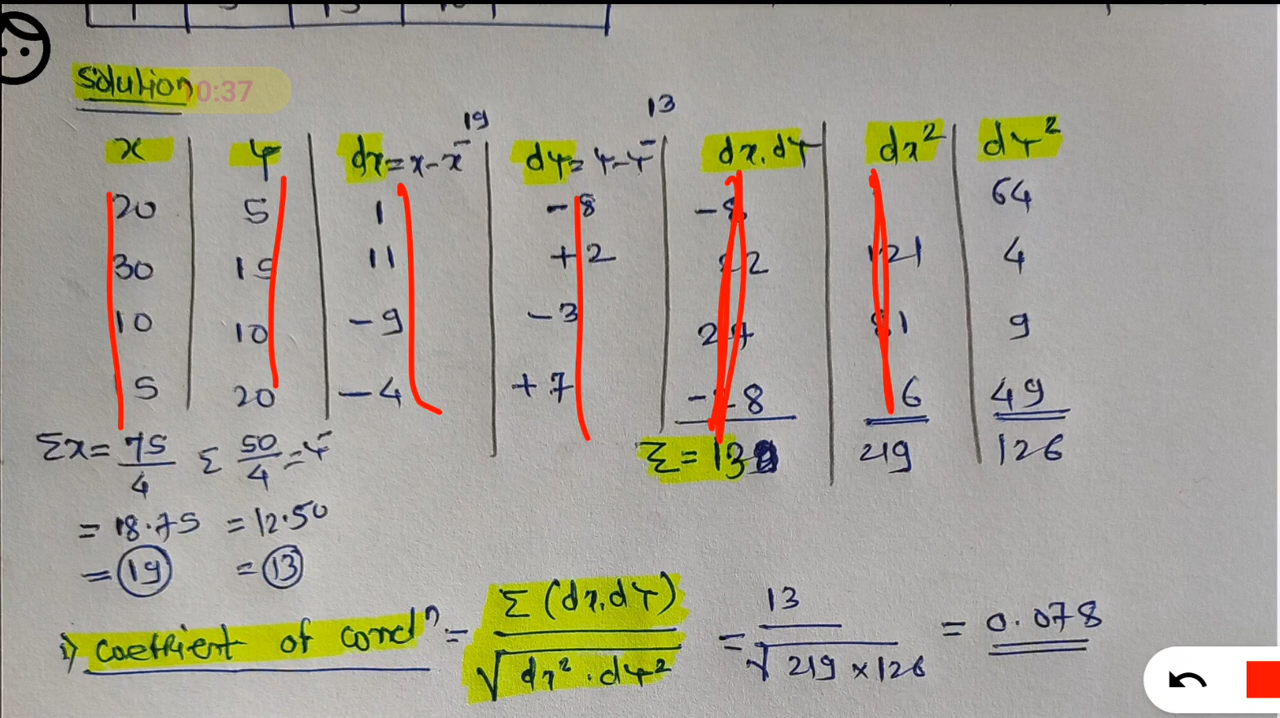 Solution
0:37
x y dx = x - x̄ 19 dy = y - ȳ 13 dx.dy dx² dy²
20 5 1 -8 -8 64
30 15 11 +2 22 121 4
10 10 -9 -3 27 81 9
15 20 -4 +7 -28 16 49
Σx = 75/4 Σ 50/4 = ȳ Σ = 13 219 126
= 18.75 = 12.50
= 19 = 13
i) coefficient of correlⁿ = Σ (dx.dy) / √dx².dy² = 13 / √219 × 126 = 0.078